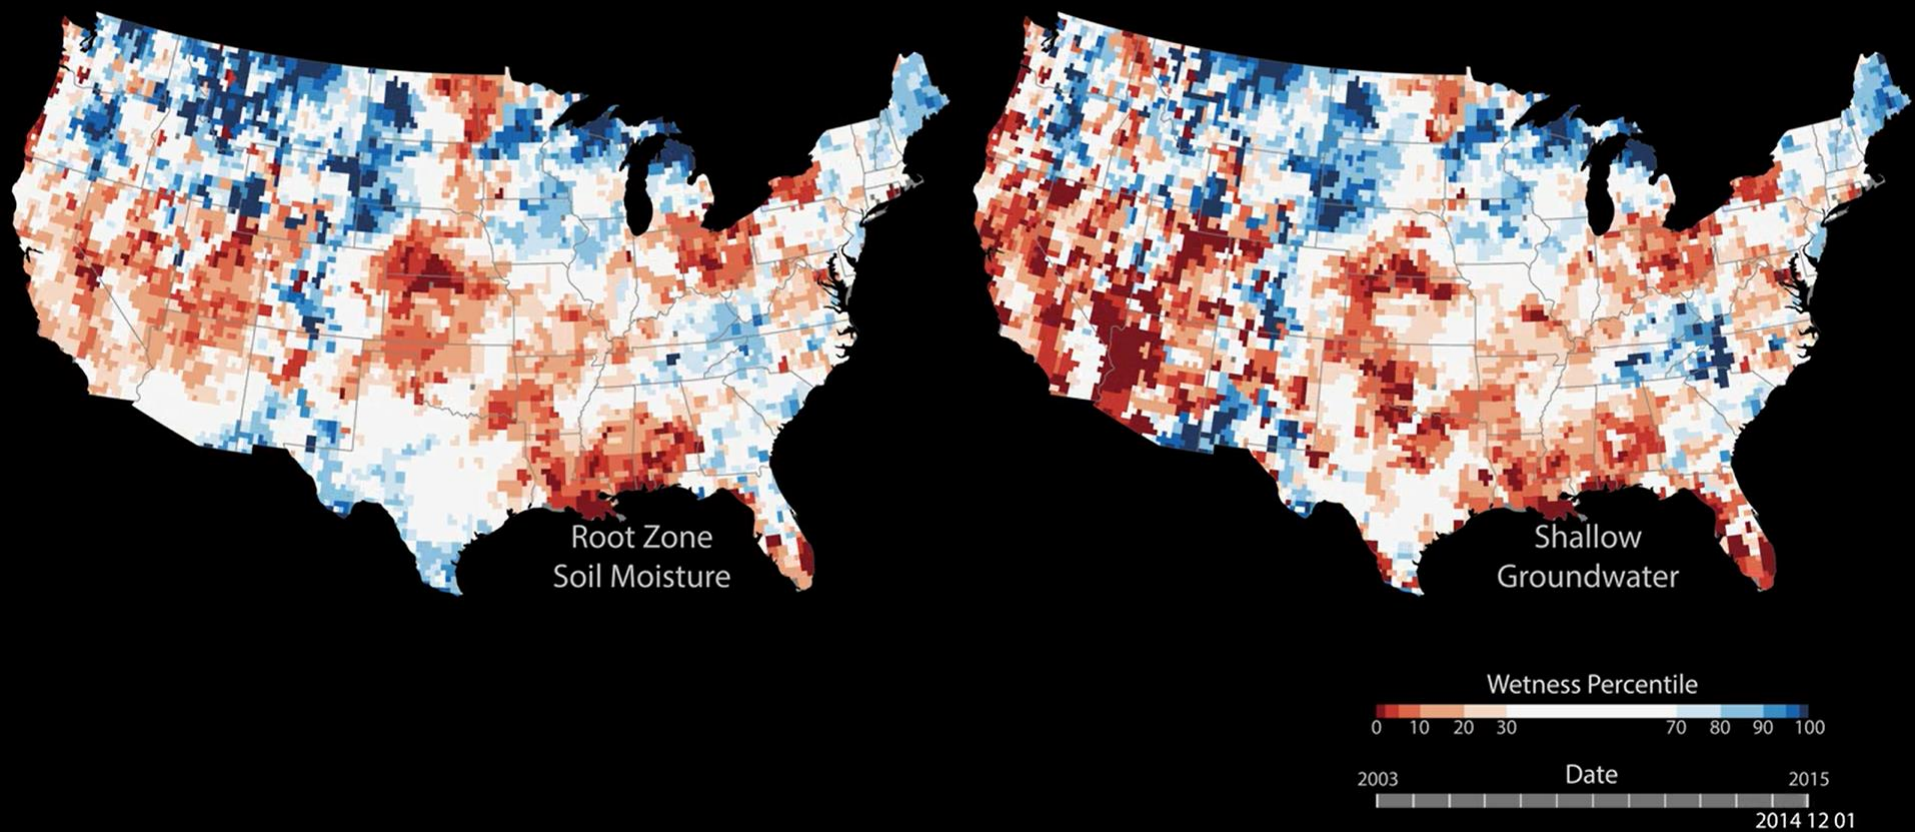 Root Zone
Soil Moisture
Shallow
Groundwater
Wetness Percentile
0 10 20 30 70 80 90 100
2003 Date 2015
2014 12 01